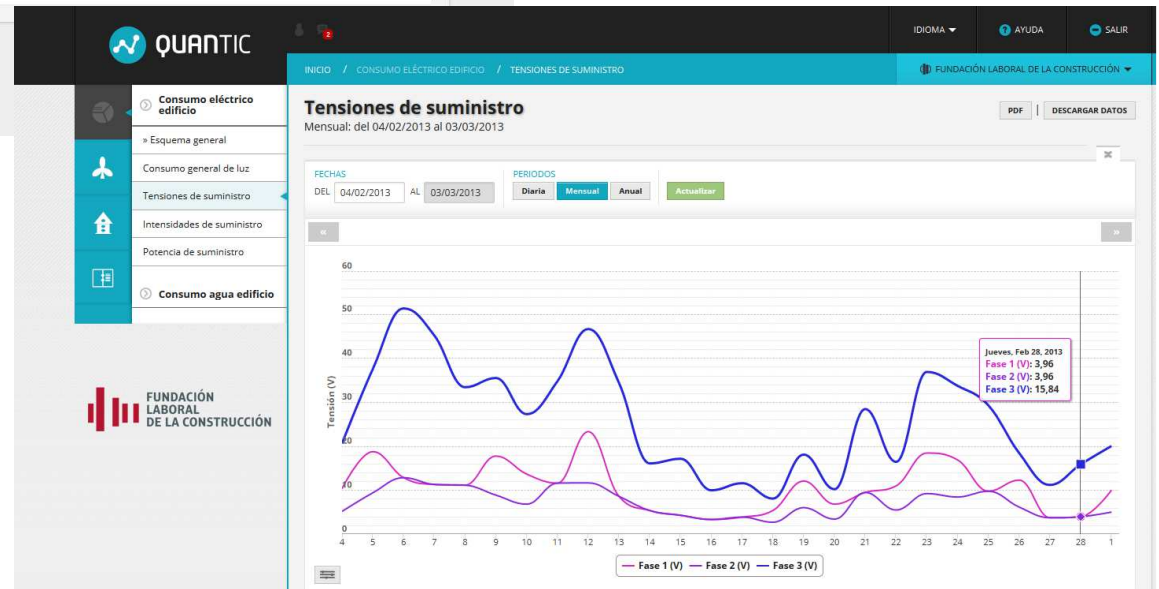 QUANTIC
2
IDIOMA
? AYUDA
SALIR
INICIO / CONSUMO ELÉCTRICO EDIFICIO / TENSIONES DE SUMINISTRO
FUNDACIÓN LABORAL DE LA CONSTRUCCIÓN
Consumo eléctrico
edificio
» Esquema general
Consumo general de luz
Tensiones de suministro
Intensidades de suministro
Potencia de suministro
Consumo agua edificio
FUNDACIÓN
LABORAL
DE LA CONSTRUCCIÓN
Tensiones de suministro
Mensual: del 04/02/2013 al 03/03/2013
PDF | DESCARGAR DATOS
FECHAS
DEL 04/02/2013 AL 03/03/2013
PERIODOS
Diaria Mensual Anual
Actualizar
« »
60
50
40
30
20
10
0
Tensión (V)
Jueves, Feb 28, 2013
Fase 1 (V): 3,96
Fase 2 (V): 3,96
Fase 3 (V): 15,84
4 5 6 7 8 9 10 11 12 13 14 15 16 17 18 19 20 21 22 23 24 25 26 27 28 1
Fase 1 (V) Fase 2 (V) Fase 3 (V)